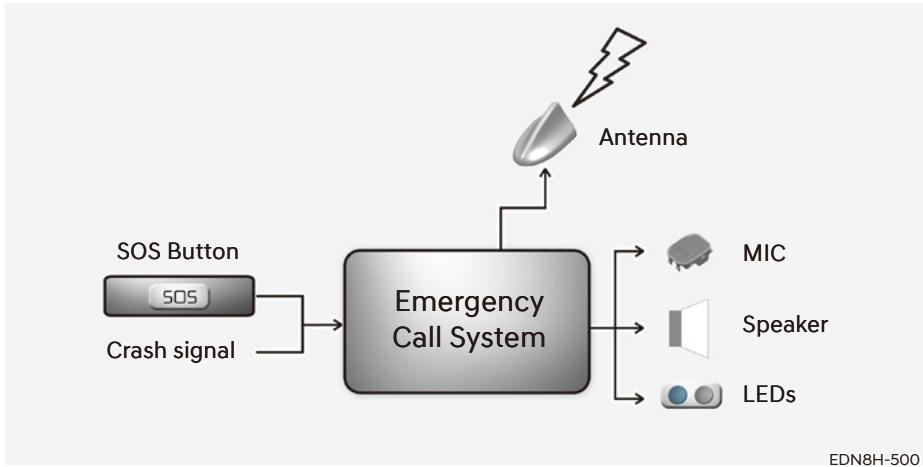 Antenna
SOS Button
SOS
Crash signal
Emergency
Call System
MIC
Speaker
LEDs
EDN8H-500